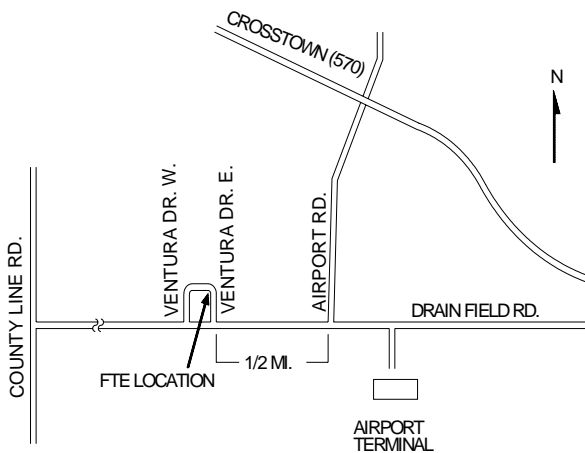 CROSSTOWN (570)
N
VENTURA DR. W.
VENTURA DR. E.
AIRPORT RD.
COUNTY LINE RD.
DRAIN FIELD RD.
1/2 MI.
FTE LOCATION
AIRPORT
TERMINAL